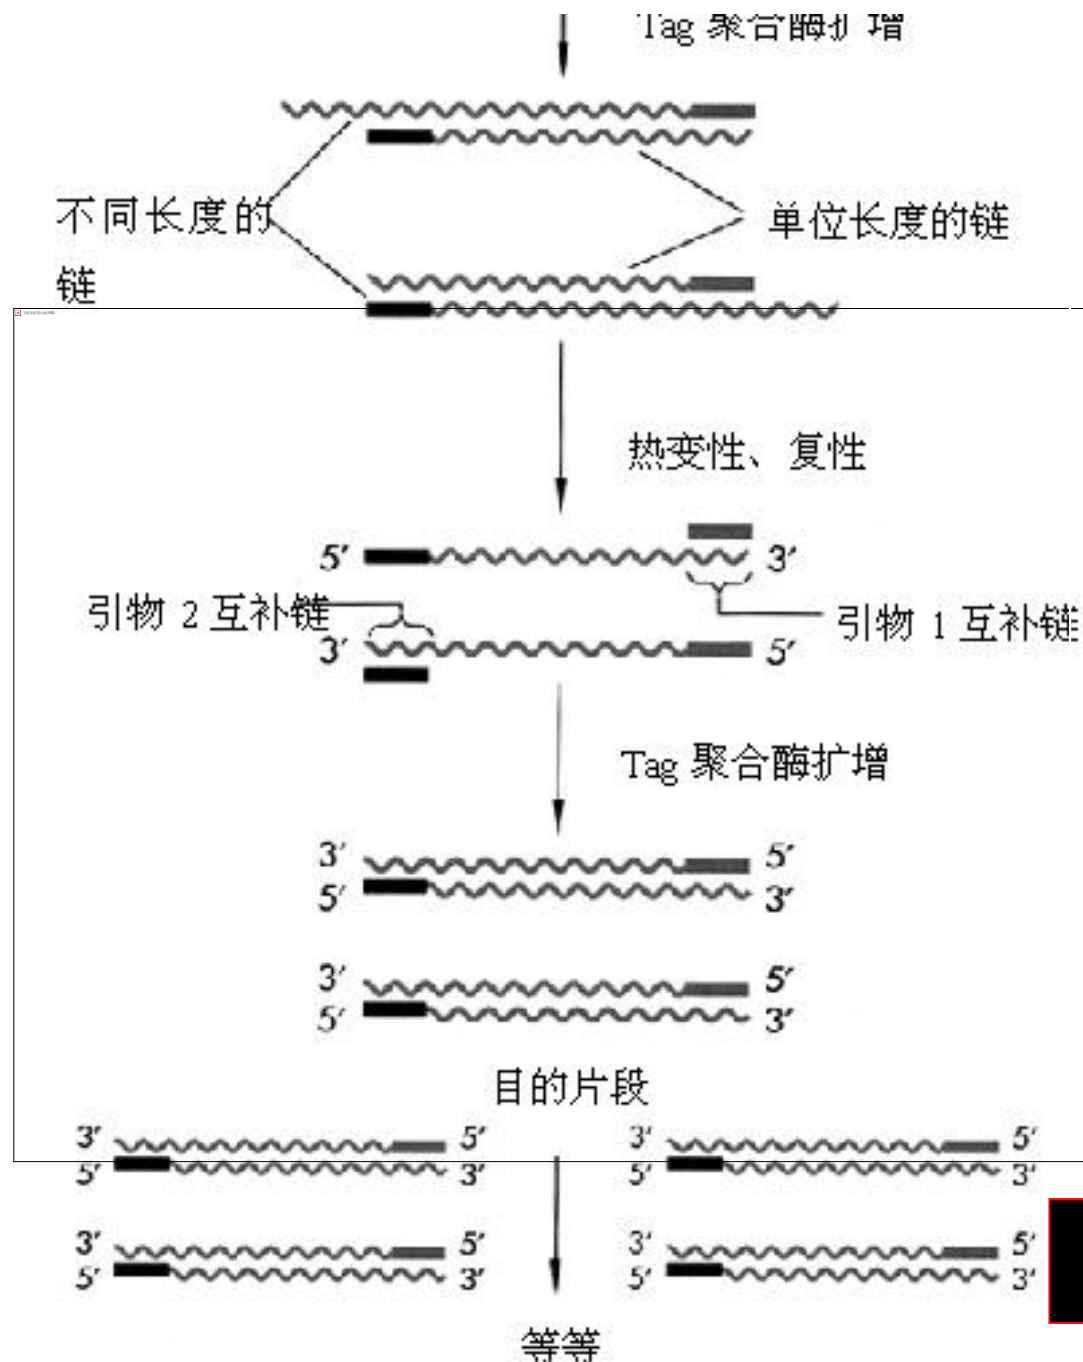 Tag 聚合酶扩增
不同长度的
链
单位长度的链
热变性、复性
5′ 3′
引物 2 互补链
引物 1 互补链
3′ 5′
Tag 聚合酶扩增
3′ 5′
5′ 3′
3′ 5′
5′ 3′
目的片段
3′ 5′ 3′ 5′
5′ 3′ 5′ 3′
3′ 5′ 3′ 5′
5′ 3′ 5′ 3′
等等